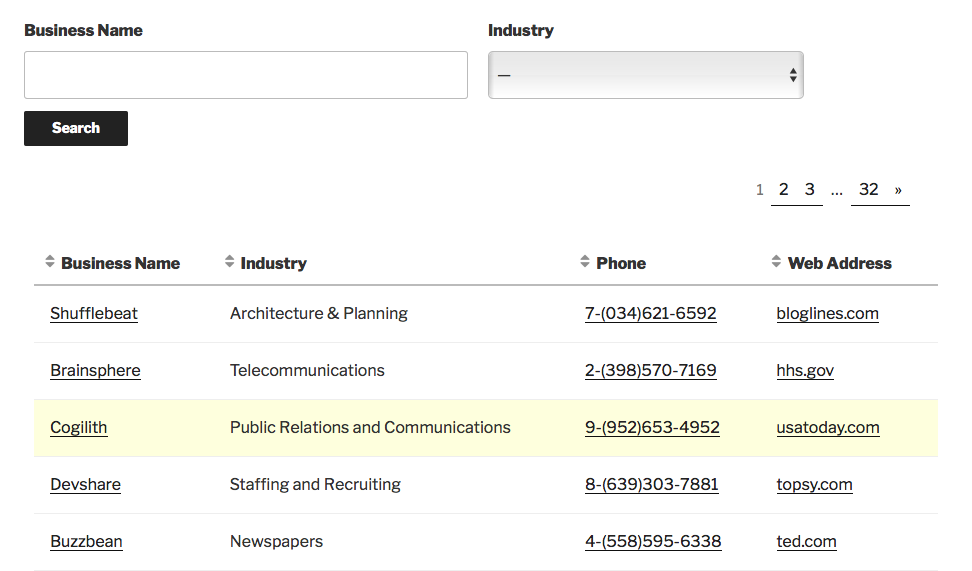 Business Name Industry
—
Search
1 2 3 ... 32 »
Business Name Industry Phone Web Address
Shufflebeat Architecture & Planning 7-(034)621-6592 bloglines.com
Brainsphere Telecommunications 2-(398)570-7169 hhs.gov
Cogilith Public Relations and Communications 9-(952)653-4952 usatoday.com
Devshare Staffing and Recruiting 8-(639)303-7881 topsy.com
Buzzbean Newspapers 4-(558)595-6338 ted.com